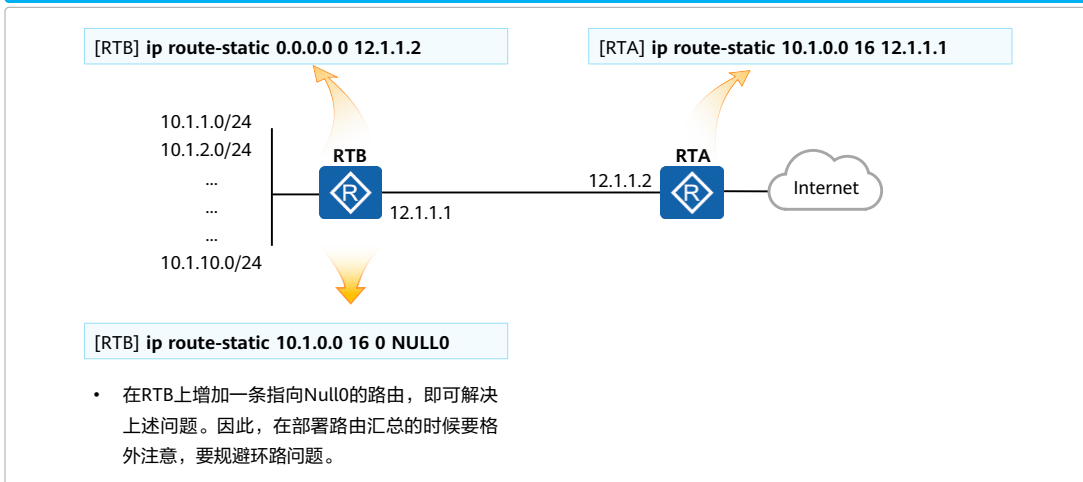 [RTB] ip route-static 0.0.0.0 0 12.1.1.2
[RTA] ip route-static 10.1.0.0 16 12.1.1.1
10.1.1.0/24
10.1.2.0/24
...
...
...
10.1.10.0/24
RTB
R
12.1.1.1
12.1.1.2
RTA
R
Internet
[RTB] ip route-static 10.1.0.0 16 0 NULL0
• 在RTB上增加一条指向Null0的路由，即可解决
上述问题。因此，在部署路由汇总的时候要格
外注意，要规避环路问题。